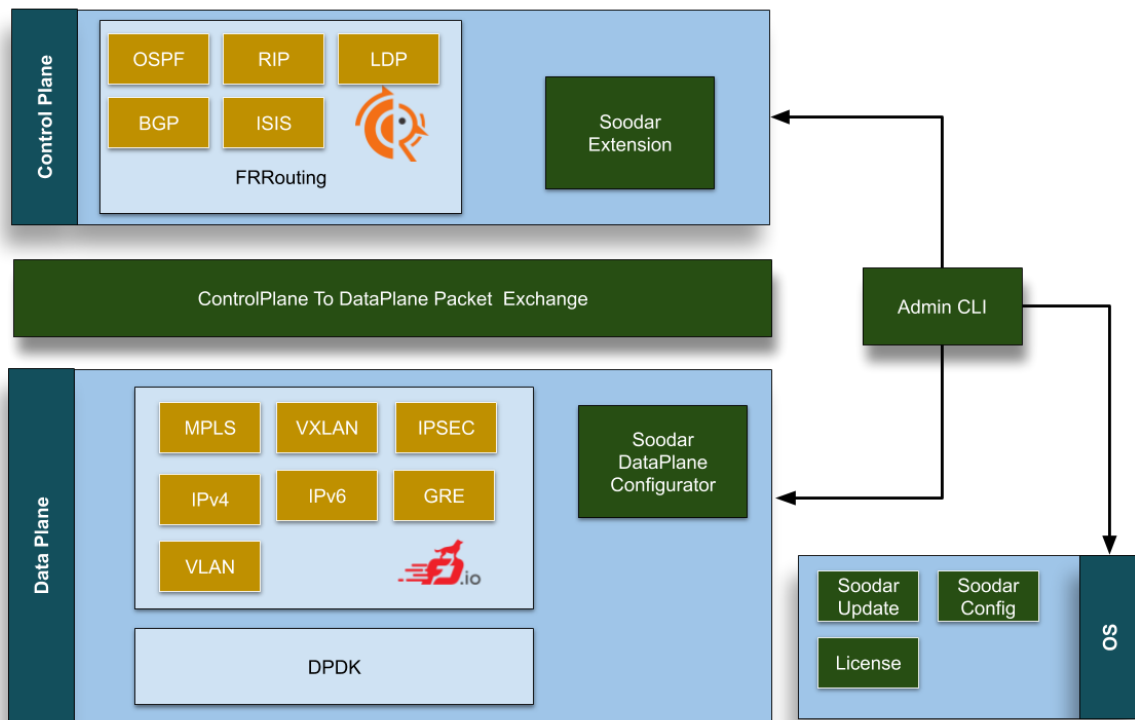 Control Plane
OSPF
RIP
LDP
BGP
ISIS
FRRouting
Soodar
Extension
ControlPlane To DataPlane Packet Exchange
Admin CLI
Data Plane
MPLS
VXLAN
IPSEC
IPv4
IPv6
GRE
VLAN
FD.io
DPDK
Soodar
DataPlane
Configurator
Soodar
Update
Soodar
Config
License
OS